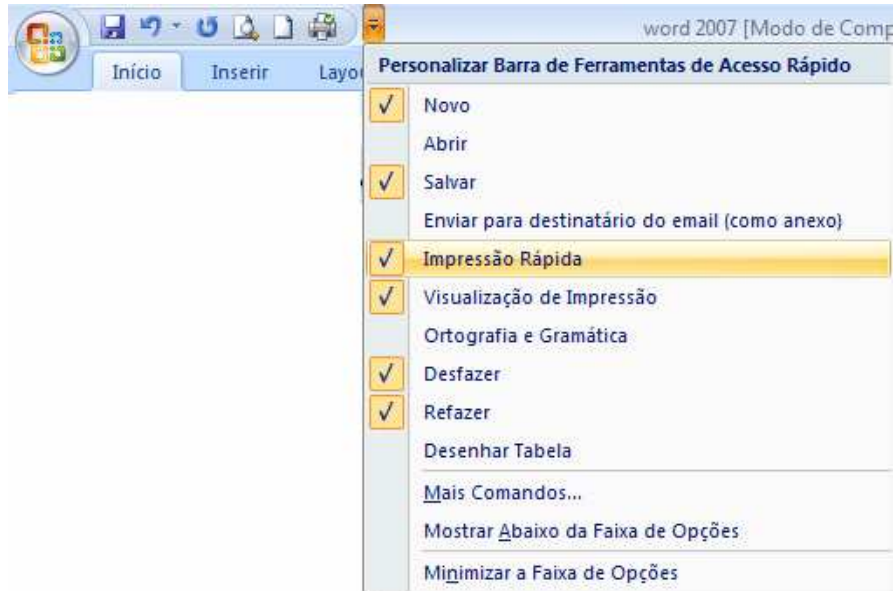 word 2007 [Modo de Comp
Início Inserir Layou
Personalizar Barra de Ferramentas de Acesso Rápido
Novo
Abrir
Salvar
Enviar para destinatário do email (como anexo)
Impressão Rápida
Visualização de Impressão
Ortografia e Gramática
Desfazer
Refazer
Desenhar Tabela
Mais Comandos...
Mostrar Abaixo da Faixa de Opções
Minimizar a Faixa de Opções